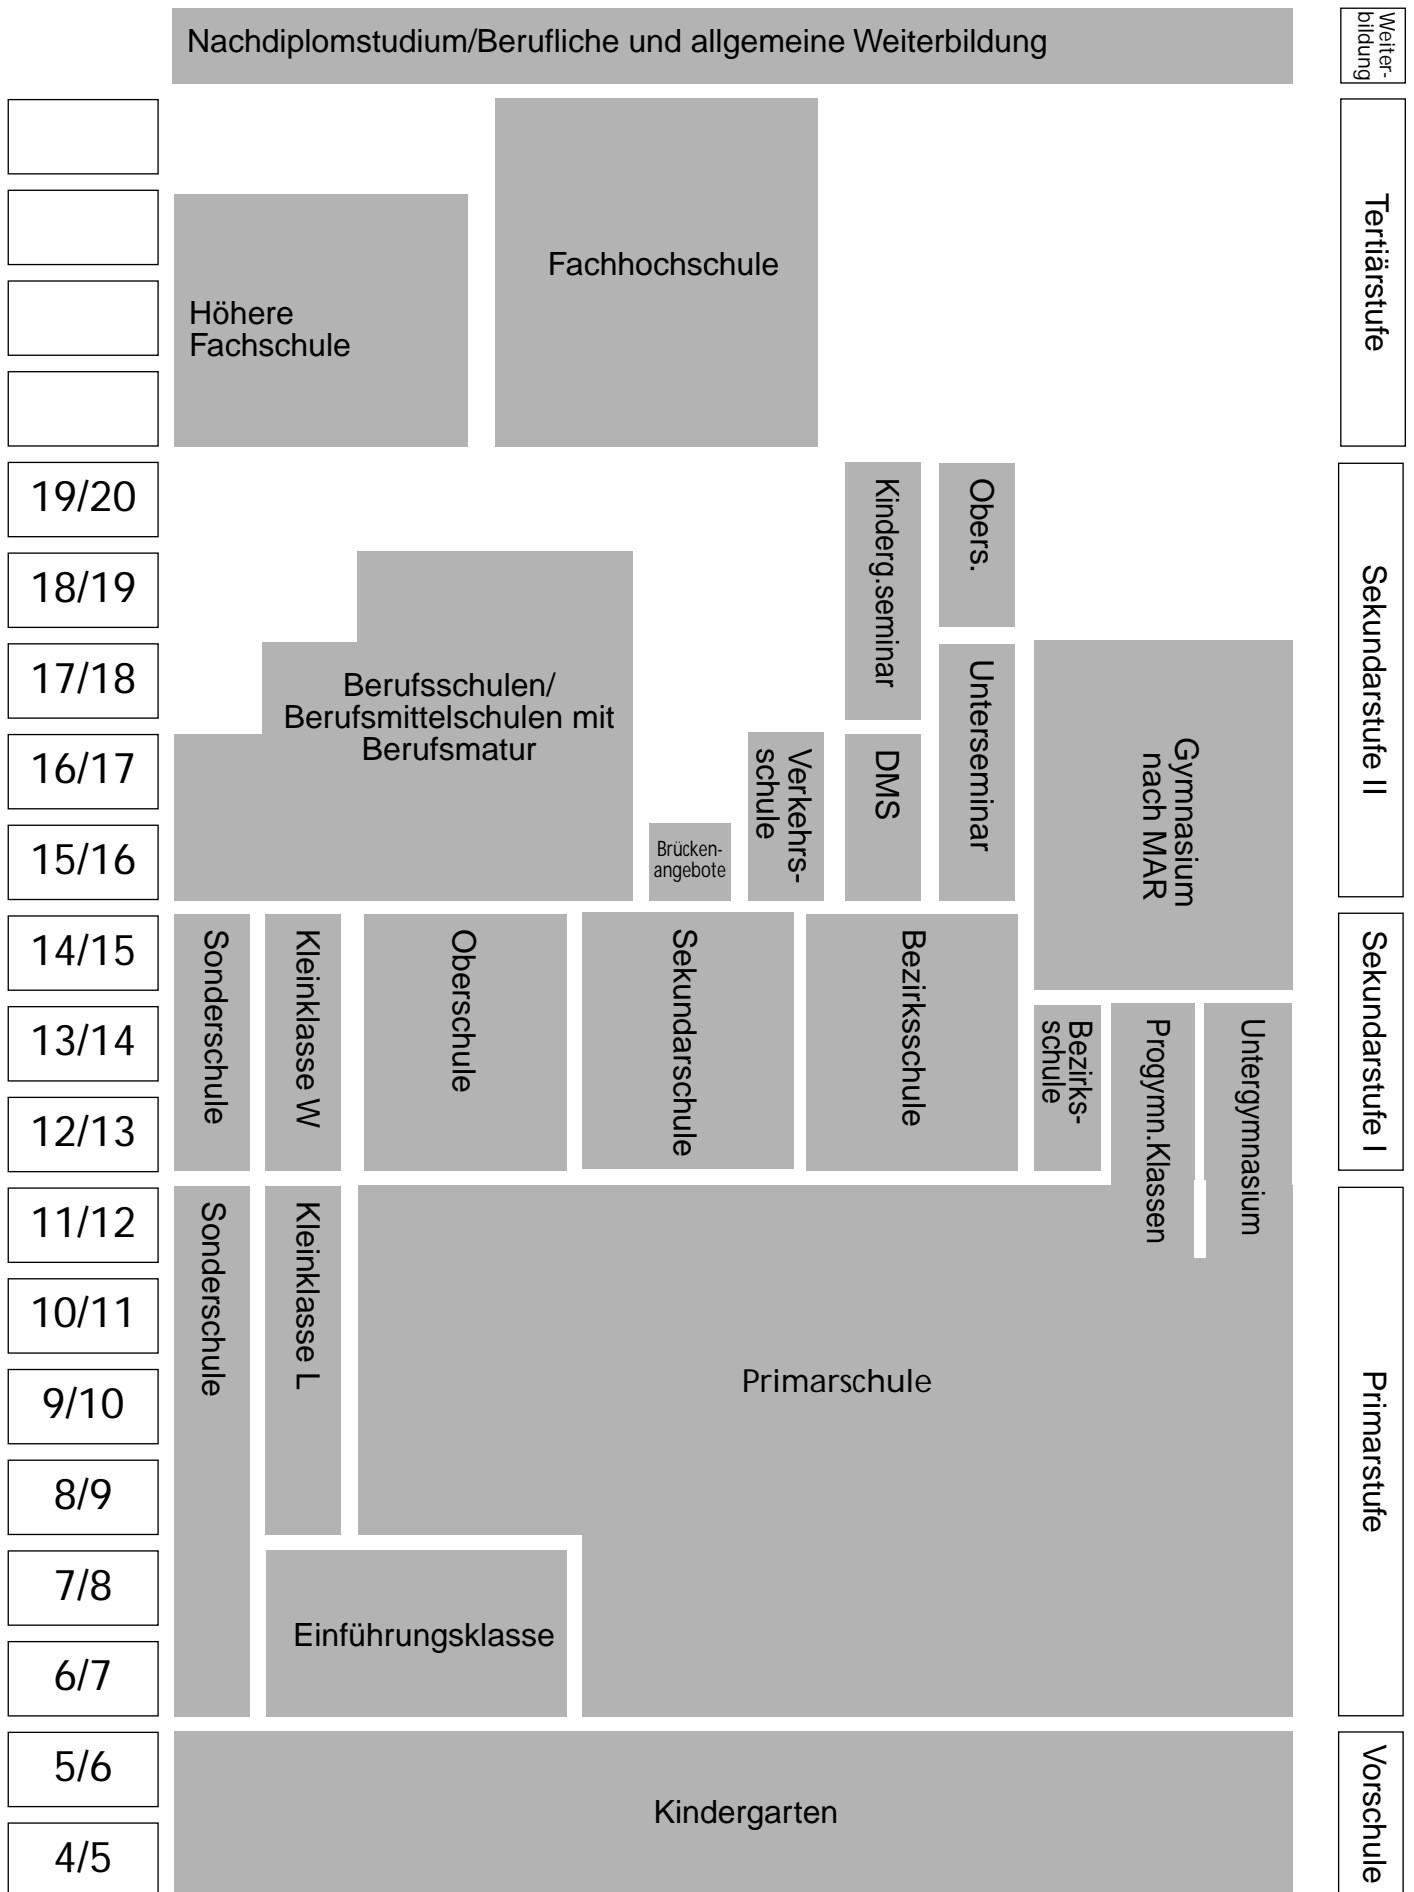 Nachdiplomstudium/Berufliche und allgemeine Weiterbildung
Weiter-
bildung
Fachhochschule
Höhere
Fachschule
Tertiärstufe
19/20
18/19
17/18
16/17
15/16
Kinderg.seminar
Obers.
Berufsschulen/
Berufsmittelschulen mit
Berufsmatur
Brücken-
angebote
Verkehrs-
schule
DMS
Unterseminar
Gymnasium
nach MAR
Sekundarstufe II
14/15
13/14
12/13
Sonderschule
Kleinklasse W
Oberschule
Sekundarschule
Bezirksschule
Bezirks-
schule
Progymn.Klassen
Untergymnasium
Sekundarstufe I
11/12
10/11
9/10
8/9
7/8
6/7
Sonderschule
Kleinklasse L
Primarschule
Einführungsklasse
Primarstufe
5/6
4/5
Kindergarten
Vorschule